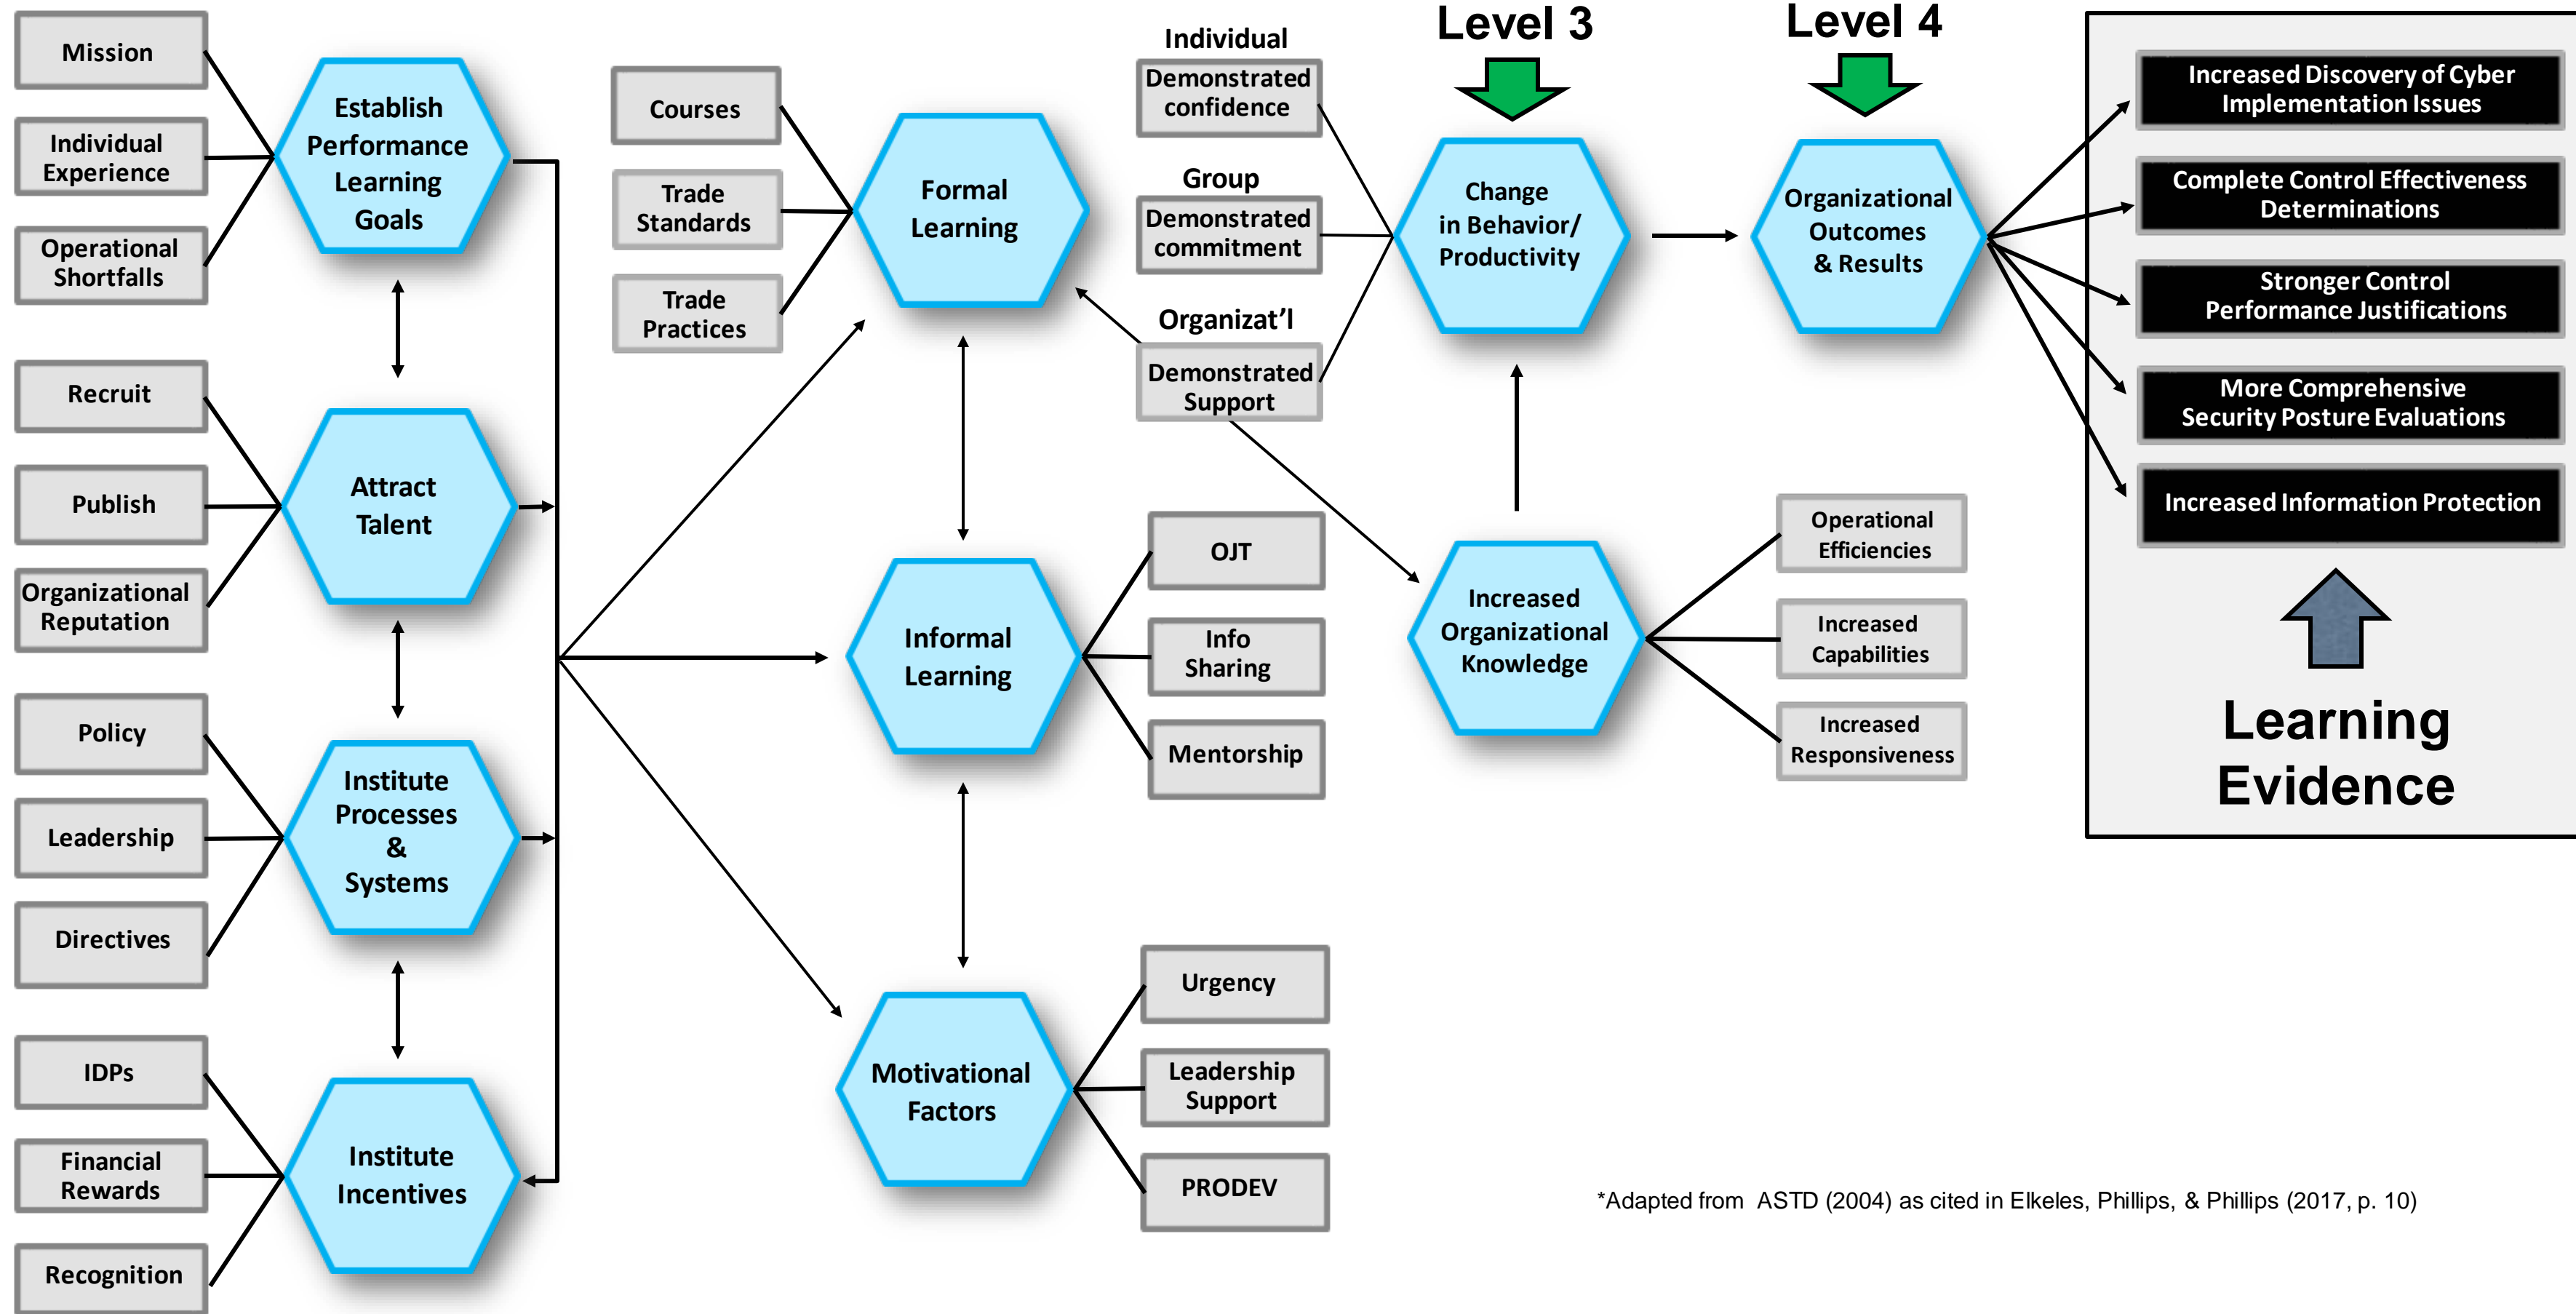 Mission
Individual
Experience
Operational
Shortfalls
Establish
Performance
Learning
Goals
Recruit
Publish
Organizational
Reputation
Attract
Talent
Policy
Leadership
Directives
Institute
Processes
&
Systems
IDPs
Financial
Rewards
Recognition
Institute
Incentives
Courses
Trade
Standards
Trade
Practices
Formal
Learning
Informal
Learning
OJT
Info
Sharing
Mentorship
Motivational
Factors
Urgency
Leadership
Support
PRODEV
Individual
Demonstrated
confidence
Group
Demonstrated
commitment
Organizat’l
Demonstrated
Support
Level 3
Change
in Behavior/
Productivity
Increased
Organizational
Knowledge
Operational
Efficiencies
Increased
Capabilities
Increased
Responsiveness
Level 4
Organizational
Outcomes
& Results
Increased Discovery of Cyber
Implementation Issues
Complete Control Effectiveness
Determinations
Stronger Control
Performance Justifications
More Comprehensive
Security Posture Evaluations
Increased Information Protection
Learning
Evidence
*Adapted from ASTD (2004) as cited in Elkeles, Phillips, & Phillips (2017, p. 10)